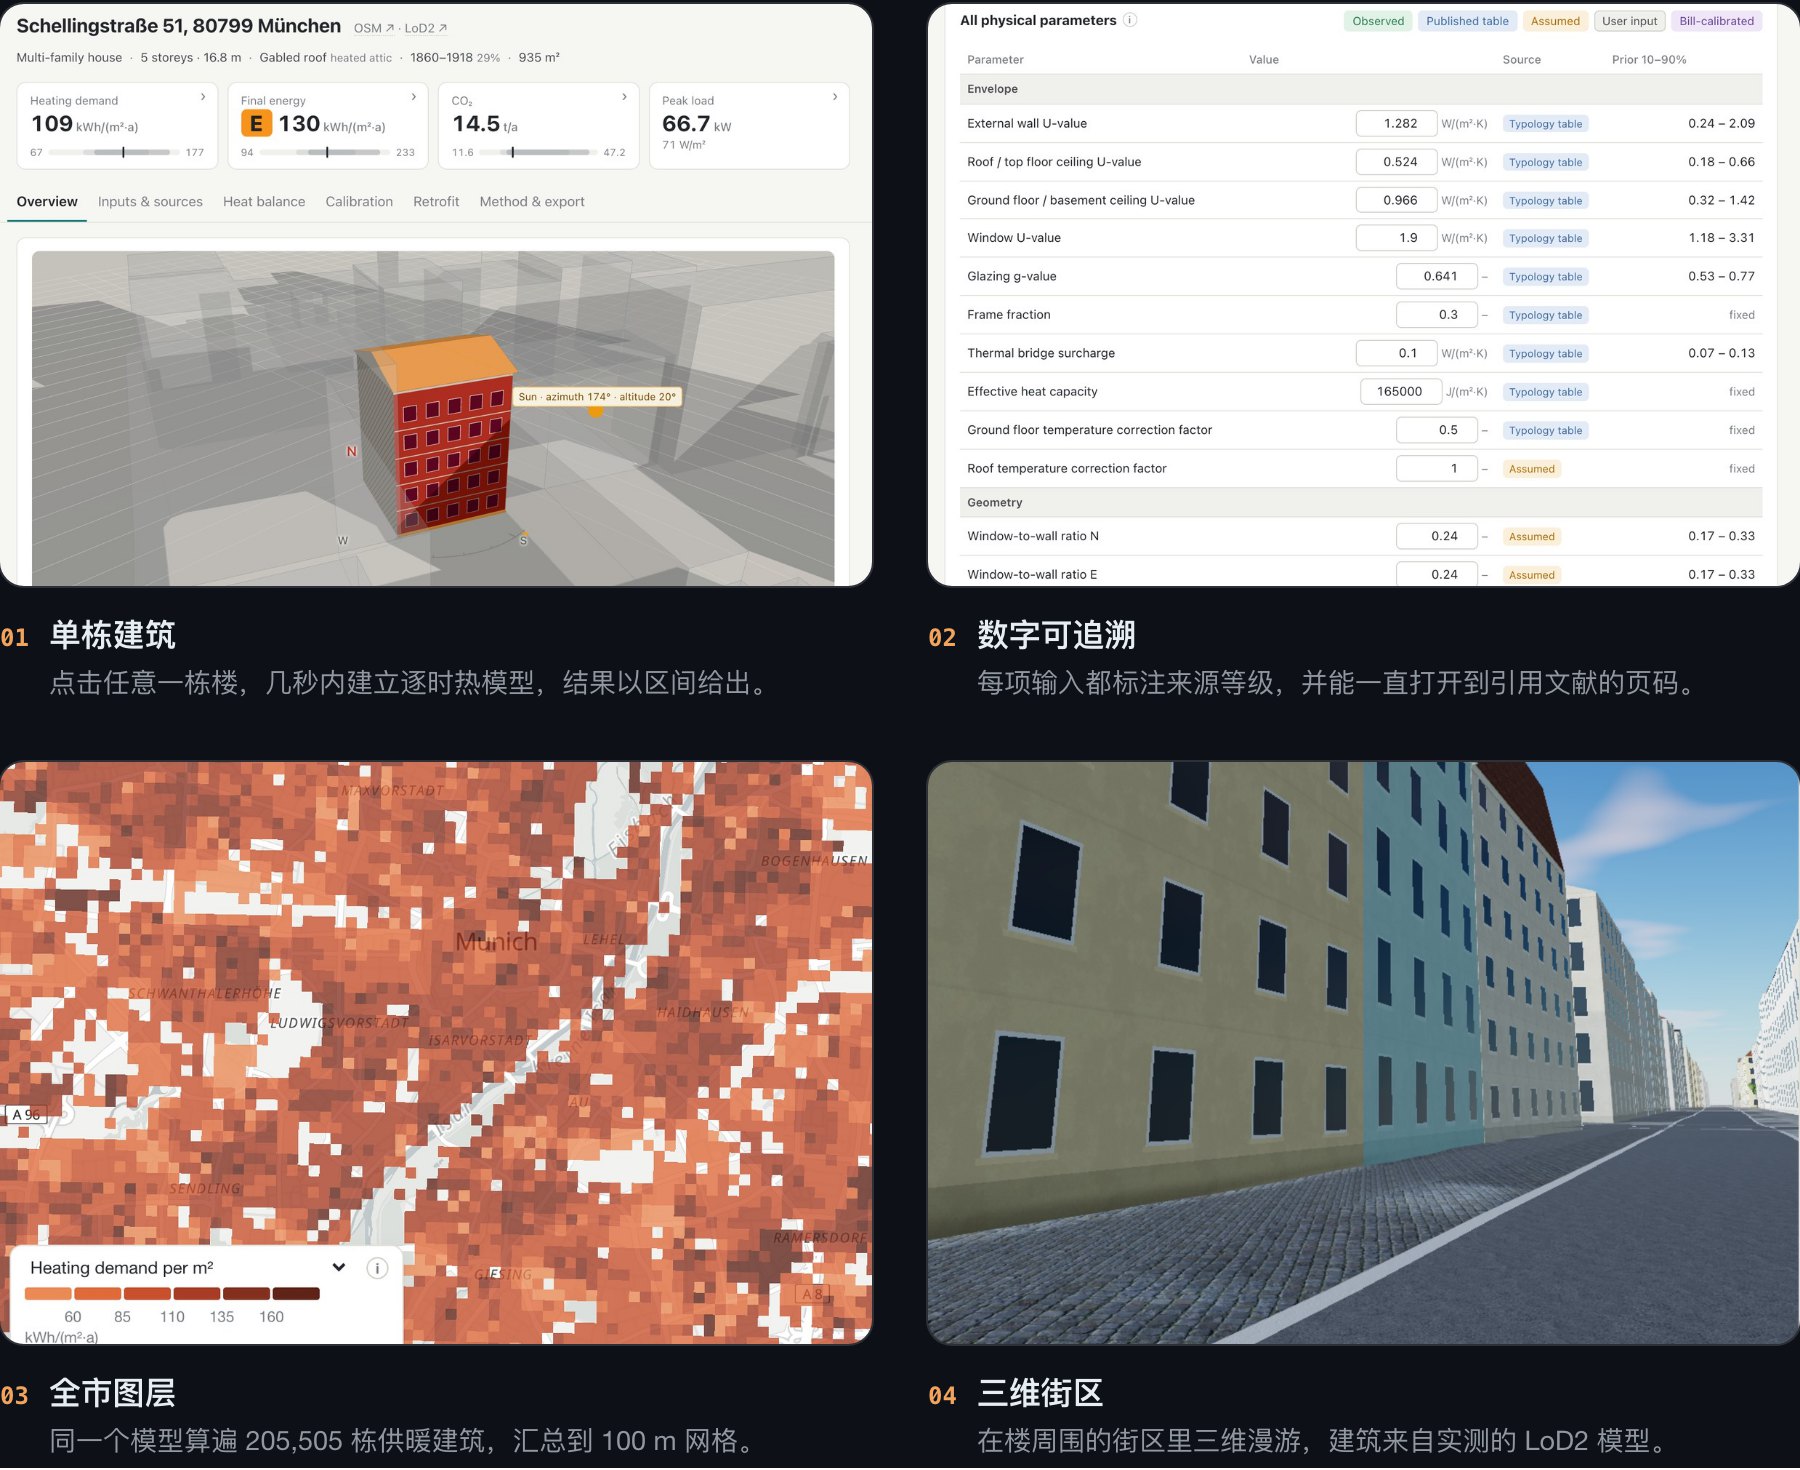 Schellingstraße 51, 80799 München OSM ↗ · LoD2 ↗
Multi-family house · 5 storeys · 16.8 m · Gabled roof heated attic · 1860–1918 29% · 935 m²
Heating demand
109 kWh/(m²·a)
67 177
Final energy
E 130 kWh/(m²·a)
94 233
CO₂
14.5 t/a
11.6 47.2
Peak load
66.7 kW
71 W/m²
Overview Inputs & sources Heat balance Calibration Retrofit Method & export
Sun · azimuth 174° · altitude 20°
N
W
S
01 单栋建筑
点击任意一栋楼，几秒内建立逐时热模型，结果以区间给出。
All physical parameters i Observed Published table Assumed User input Bill-calibrated
Parameter Value Source Prior 10–90%
Envelope
External wall U-value 1.282 W/(m²·K) Typology table 0.24 – 2.09
Roof / top floor ceiling U-value 0.524 W/(m²·K) Typology table 0.18 – 0.66
Ground floor / basement ceiling U-value 0.966 W/(m²·K) Typology table 0.32 – 1.42
Window U-value 1.9 W/(m²·K) Typology table 1.18 – 3.31
Glazing g-value 0.641 – Typology table 0.53 – 0.77
Frame fraction 0.3 – Typology table fixed
Thermal bridge surcharge 0.1 W/(m²·K) Typology table 0.07 – 0.13
Effective heat capacity 165000 J/(m²·K) Typology table fixed
Ground floor temperature correction factor 0.5 – Typology table fixed
Roof temperature correction factor 1 – Assumed fixed
Geometry
Window-to-wall ratio N 0.24 – Assumed 0.17 – 0.33
Window-to-wall ratio E 0.24 – Assumed 0.17 – 0.33
02 数字可追溯
每项输入都标注来源等级，并能一直打开到引用文献的页码。
MAXVORSTADT
BOGENHAUSEN
Munich
LEHEL
SCHWANTHALERHÖHE
LUDWIGSVORSTADT
ISARVORSTADT
HAIDHAUSEN
AU
A 96
SENDLING
RAMERSDORF
GIESING
A 8
Heating demand per m² i
60 85 110 135 160
kWh/(m²·a)
03 全市图层
同一个模型算遍 205,505 栋供暖建筑，汇总到 100 m 网格。
04 三维街区
在楼周围的街区里三维漫游，建筑来自实测的 LoD2 模型。